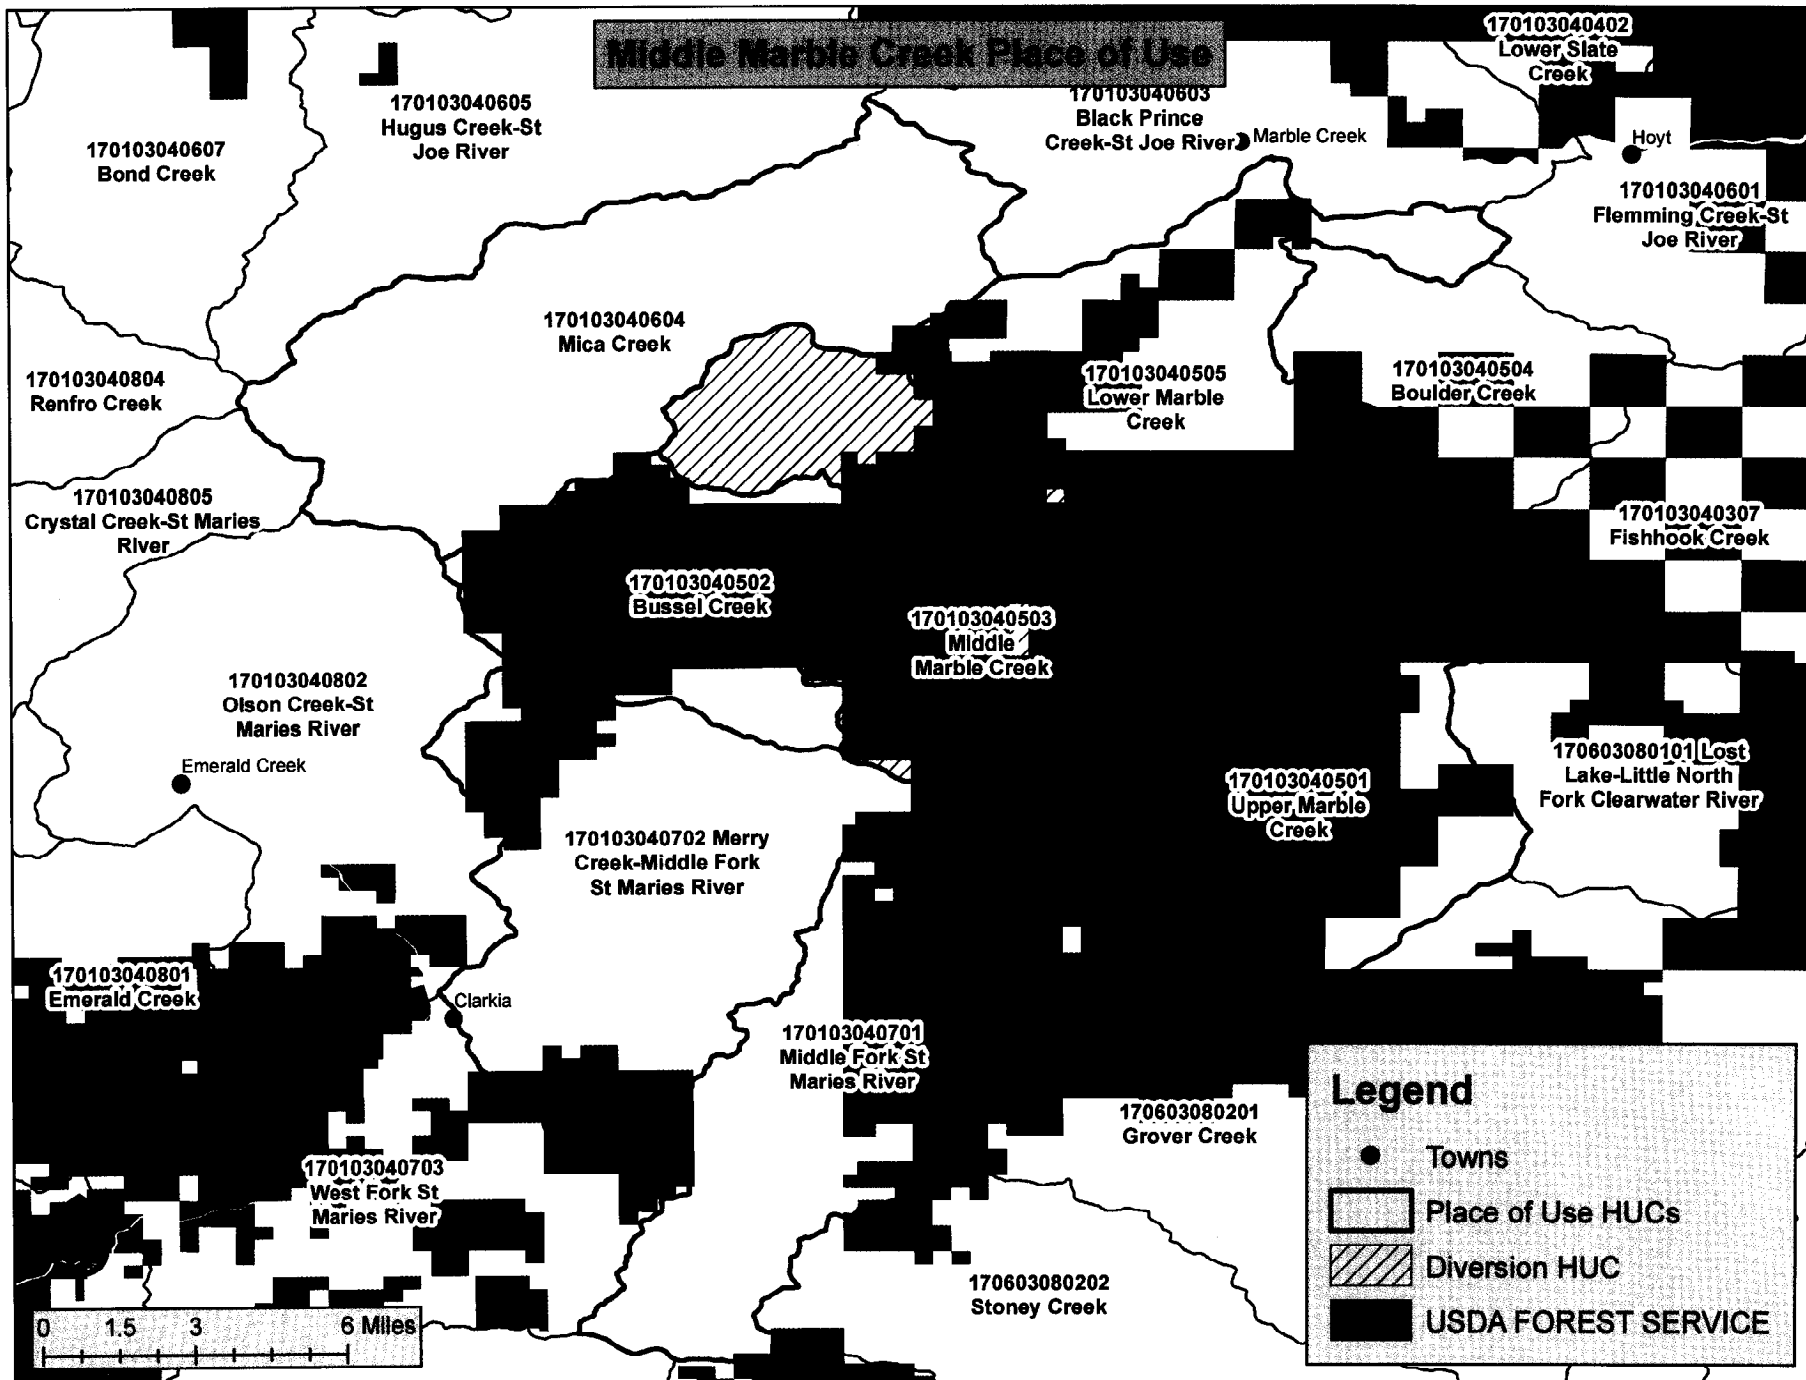 Middle Marble Creek Place of Use
170103040402
Lower Slate
Creek
170103040605
Hugus Creek-St
Joe River
170103040603
Black Prince
Creek-St Joe River
Marble Creek
Hoyt
170103040607
Bond Creek
170103040601
Flemming Creek-St
Joe River
170103040604
Mica Creek
170103040804
Renfro Creek
170103040505
Lower Marble
Creek
170103040504
Boulder Creek
170103040805
Crystal Creek-St Maries
River
170103040307
Fishhook Creek
170103040502
Bussel Creek
170103040503
Middle
Marble Creek
170103040802
Olson Creek-St
Maries River
Emerald Creek
170603080101 Lost
Lake-Little North
Fork Clearwater River
170103040501
Upper Marble
Creek
170103040702 Merry
Creek-Middle Fork
St Maries River
170103040801
Emerald Creek
Clarkia
170103040701
Middle Fork St
Maries River
170603080201
Grover Creek
170103040703
West Fork St
Maries River
170603080202
Stoney Creek
Legend
Towns
Place of Use HUCs
Diversion HUC
USDA FOREST SERVICE
0 1.5 3 6 Miles